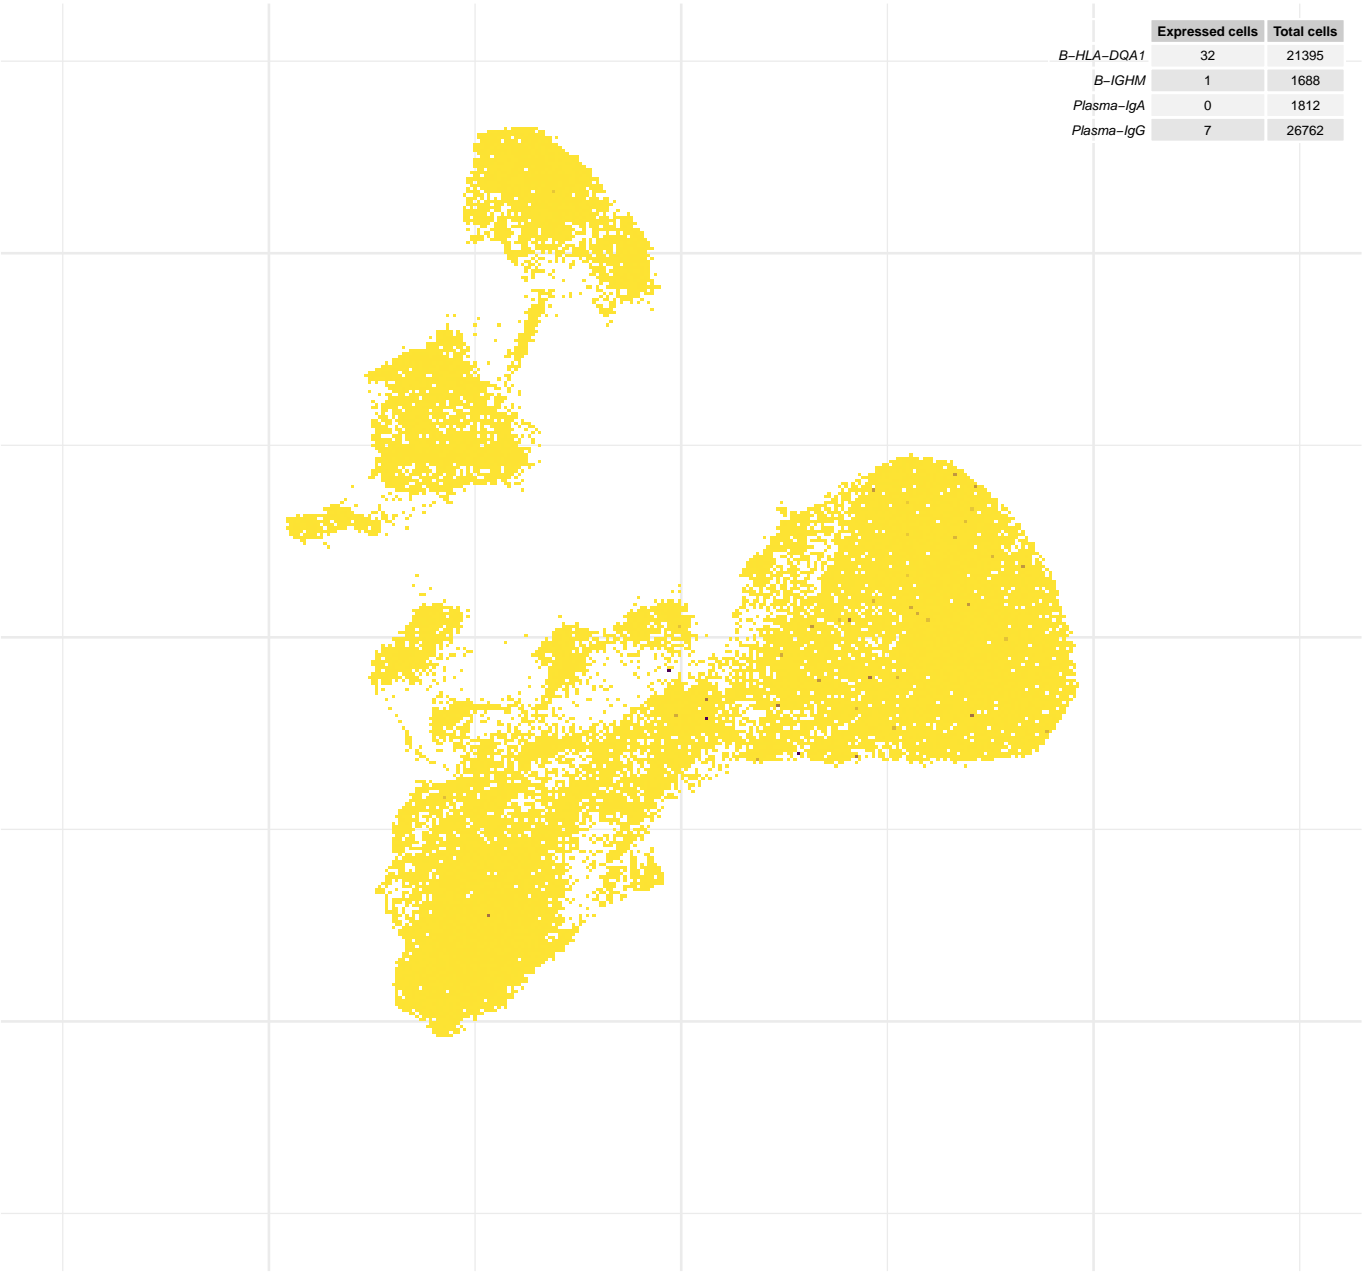 Expressed cells Total cells
B−HLA−DQA1 32 21395
B−IGHM 1 1688
Plasma−IgA 0 1812
Plasma−IgG 7 26762